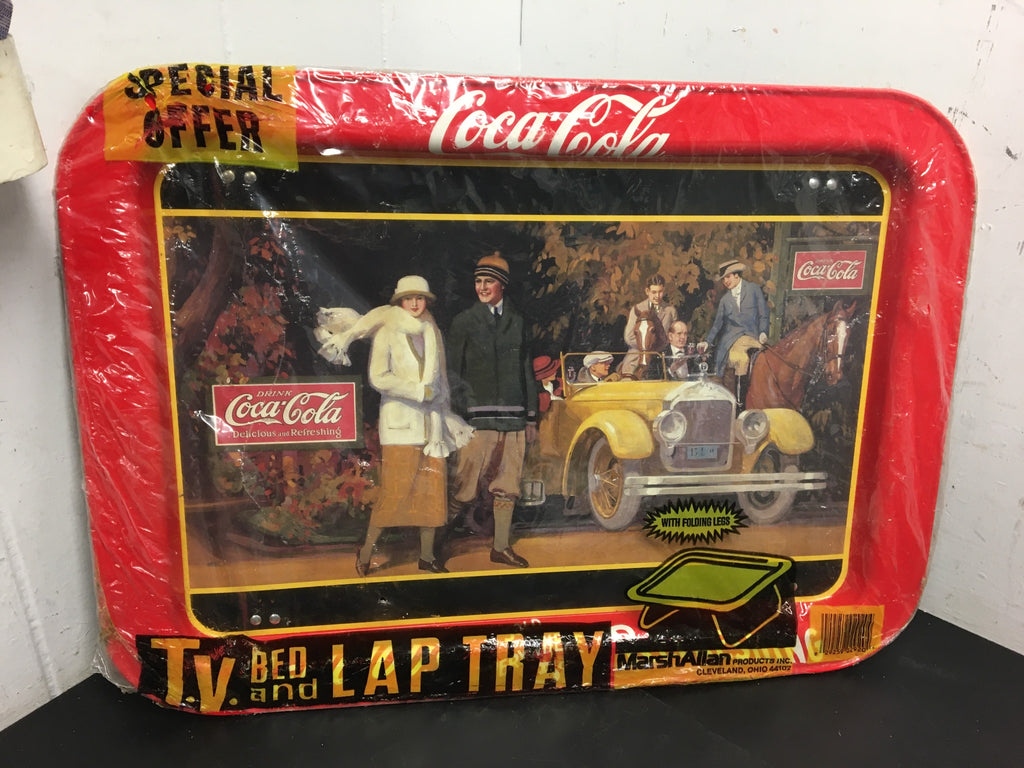 SPECIAL
OFFER
Coca-Cola
DRINK
Coca-Cola
Delicious and Refreshing
Coca-Cola
WITH FOLDING LEGS
T.V. BED and LAP TRAY
MarshAllan PRODUCTS INC.
CLEVELAND, OHIO 44102